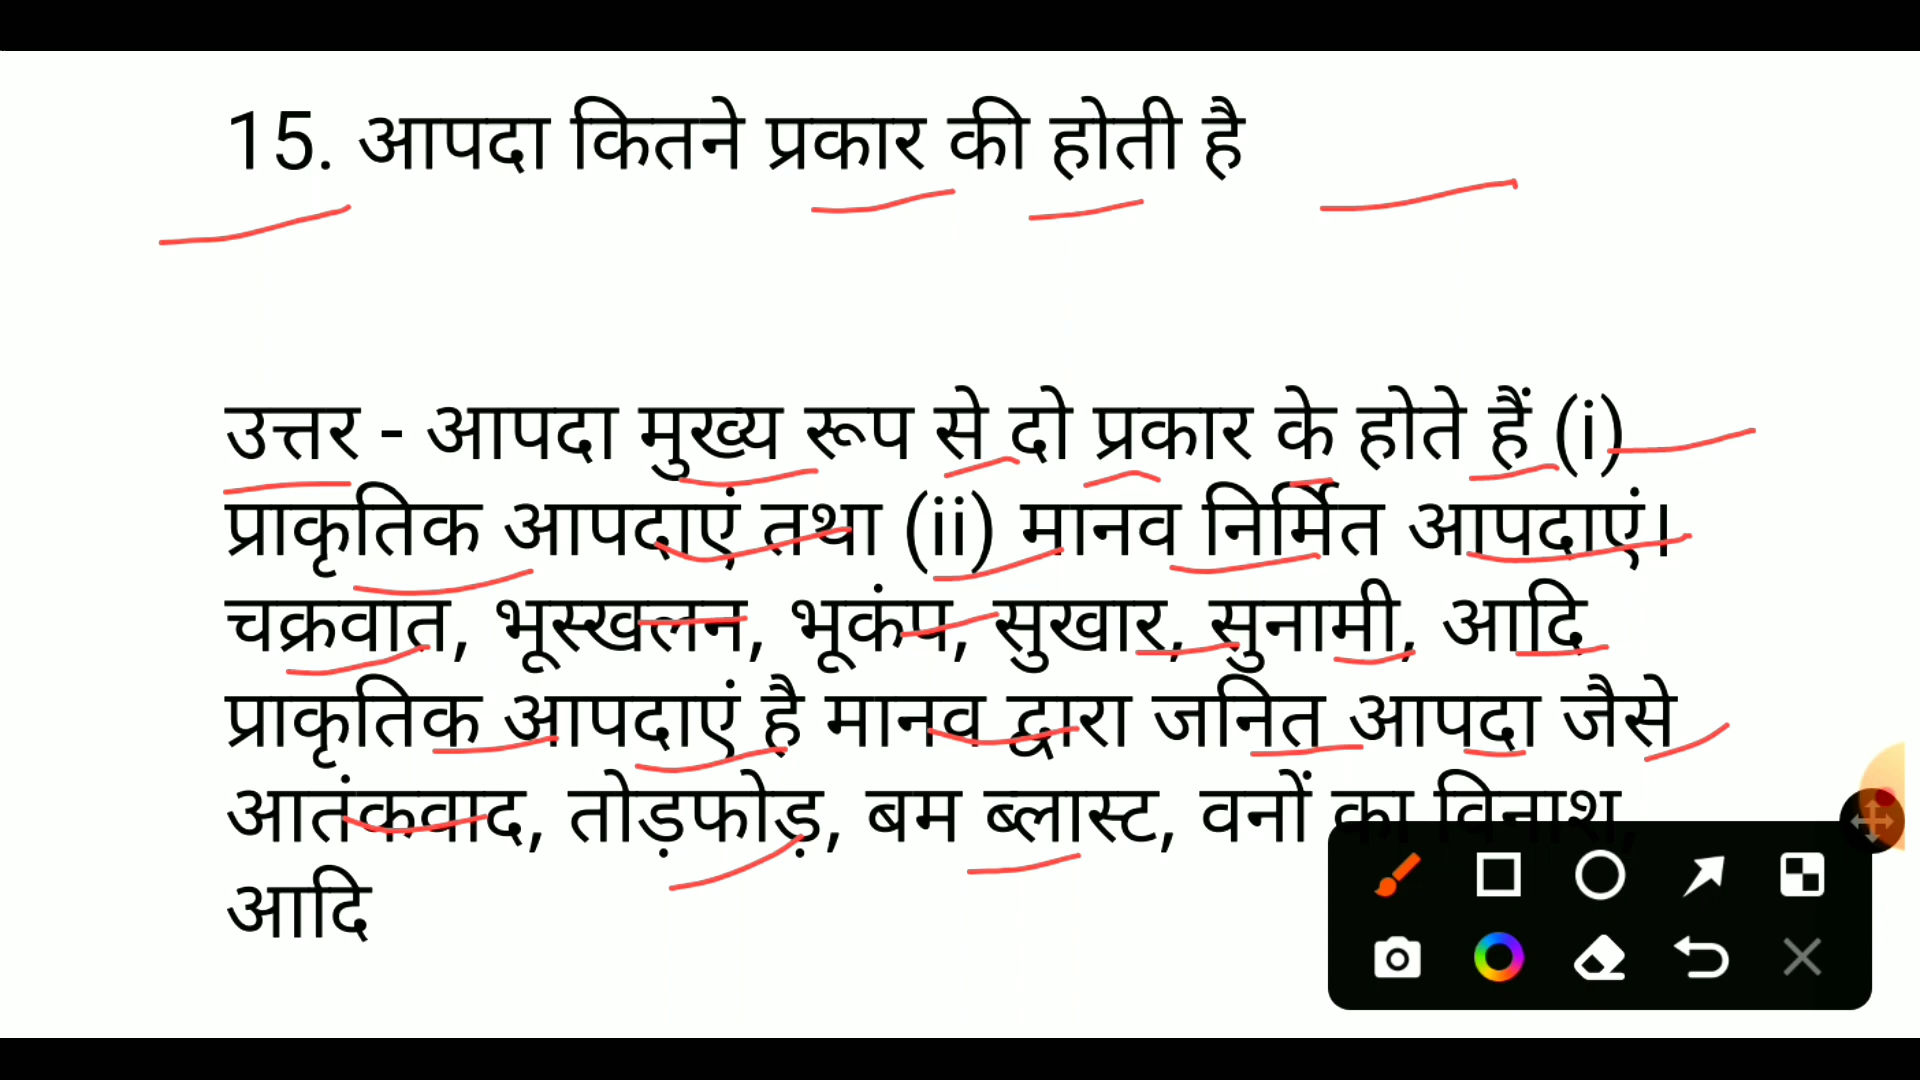 15. आपदा कितने प्रकार की होती है
उत्तर - आपदा मुख्य रूप से दो प्रकार के होते हैं (i)
प्राकृतिक आपदाएं तथा (ii) मानव निर्मित आपदाएं।
चक्रवात, भूस्खलन, भूकंप, सुखार, सुनामी, आदि
प्राकृतिक आपदाएं है मानव द्वारा जनित आपदा जैसे
आतंकवाद, तोड़फोड़, बम ब्लास्ट, वनों का विनाश,
आदि